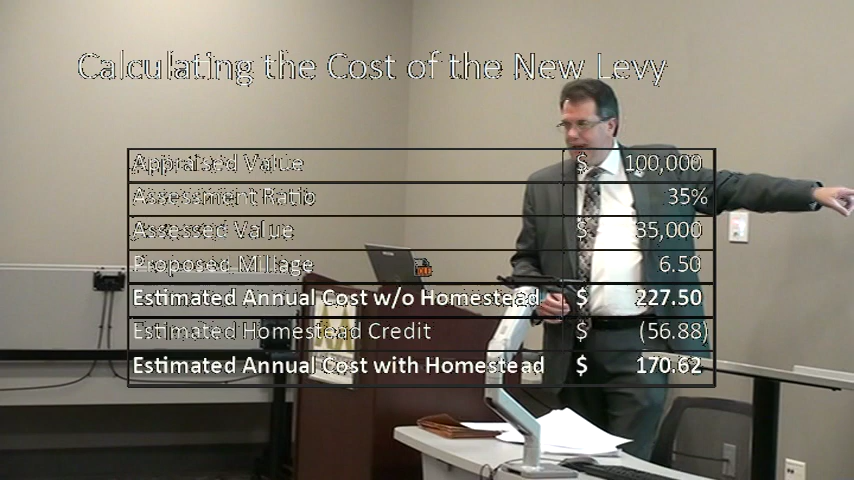 Calculating the Cost of the New Levy
Appraised Value $ 100,000
Assessment Ratio 35%
Assessed Value $ 35,000
Proposed Millage 6.50
Estimated Annual Cost w/o Homestead $ 227.50
Estimated Homestead Credit $ (56.88)
Estimated Annual Cost with Homestead $ 170.62